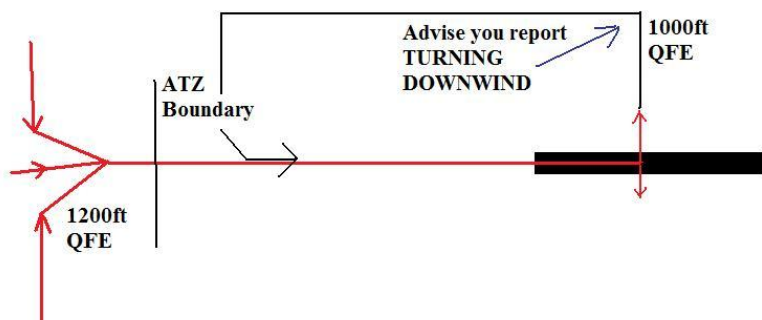 Advise you report
TURNING
DOWNWIND
1000ft
QFE
ATZ
Boundary
1200ft
QFE